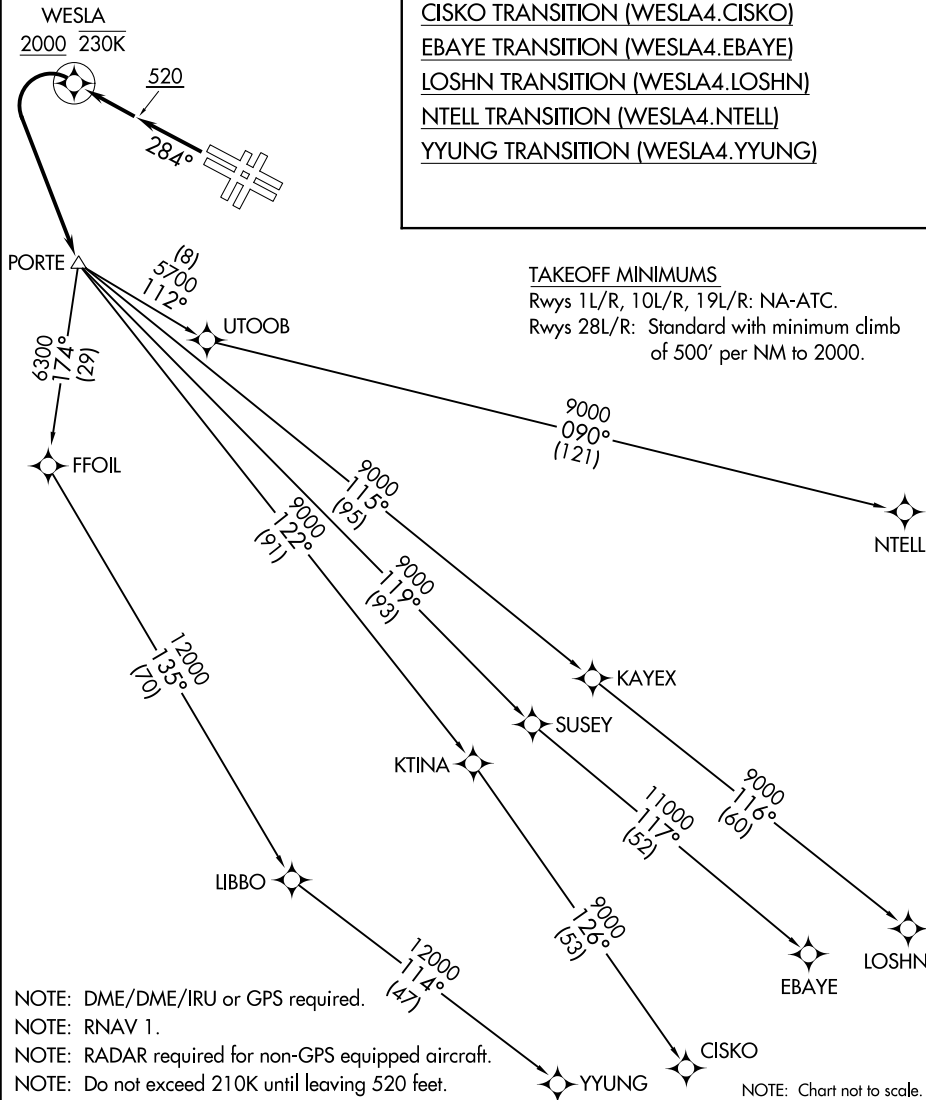 WESLA
2000 230K
520
284°
CISKO TRANSITION (WESLA4.CISKO)
EBAYE TRANSITION (WESLA4.EBAYE)
LOSHN TRANSITION (WESLA4.LOSHN)
NTELL TRANSITION (WESLA4.NTELL)
YYUNG TRANSITION (WESLA4.YYUNG)
PORTE
(8)
5700
112°
UTOOB
TAKEOFF MINIMUMS
Rwys 1L/R, 10L/R, 19L/R: NA-ATC.
Rwys 28L/R: Standard with minimum climb
of 500' per NM to 2000.
6300
174°
(29)
FFOIL
9000
090°
(121)
NTELL
9000
115°
(95)
9000
122°
(91)
9000
119°
(93)
12000
135°
(70)
KAYEX
SUSEY
KTINA
9000
116°
(60)
11000
117°
(52)
LIBBO
9000
126°
(53)
LOSHN
EBAYE
12000
114°
(47)
CISKO
YYUNG
NOTE: DME/DME/IRU or GPS required.
NOTE: RNAV 1.
NOTE: RADAR required for non-GPS equipped aircraft.
NOTE: Do not exceed 210K until leaving 520 feet.
NOTE: Chart not to scale.